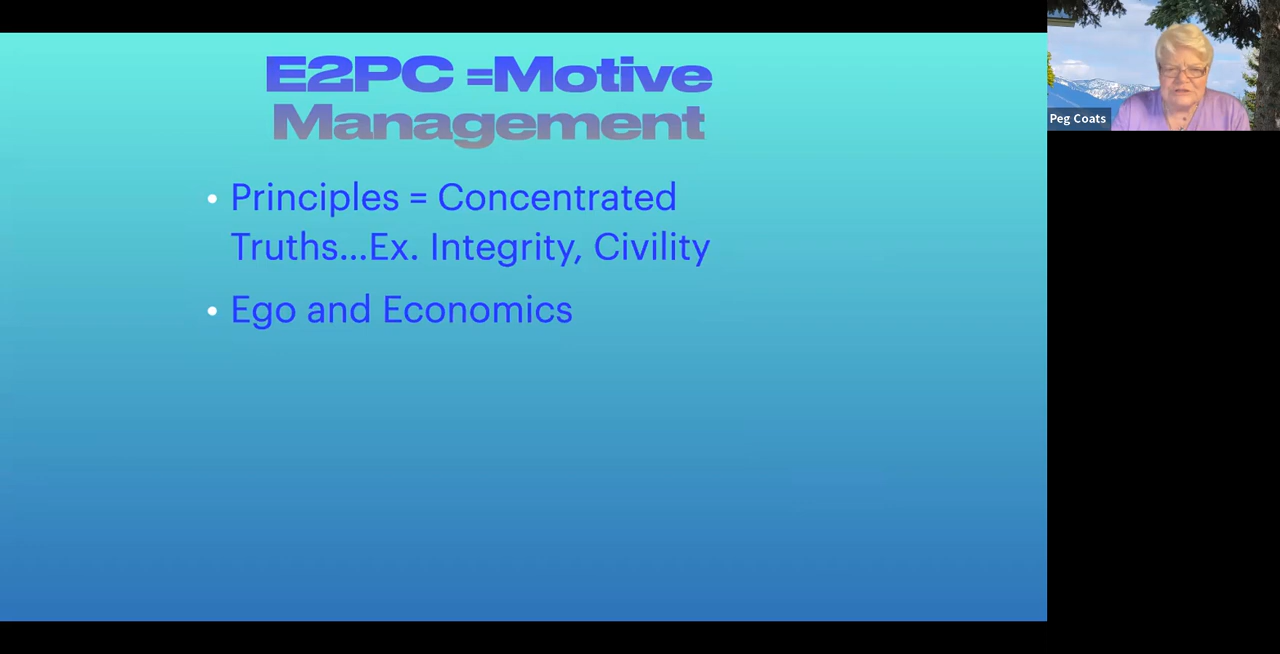 E2PC =Motive
Management
• Principles = Concentrated
Truths...Ex. Integrity, Civility
• Ego and Economics
Peg Coats